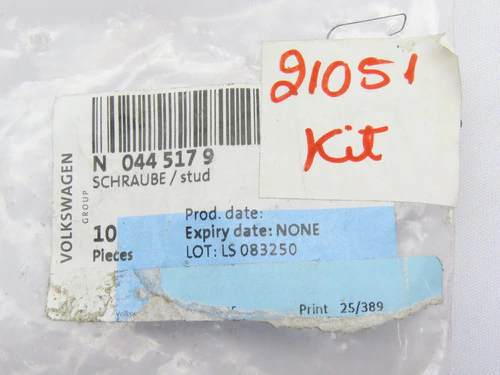 21051
Kit
N 044 517 9
SCHRAUBE / stud
VOLKSWAGEN
GROUP
10
Pieces
Prod. date:
Expiry date: NONE
LOT: LS 083250
Print 25/389